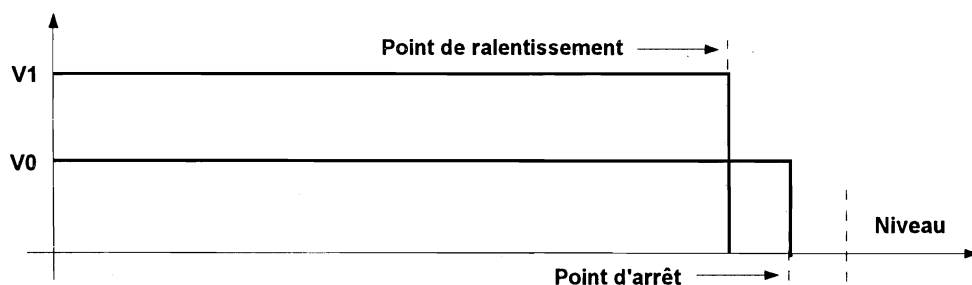 Point de ralentissement
V1
V0
Niveau
Point d'arrêt